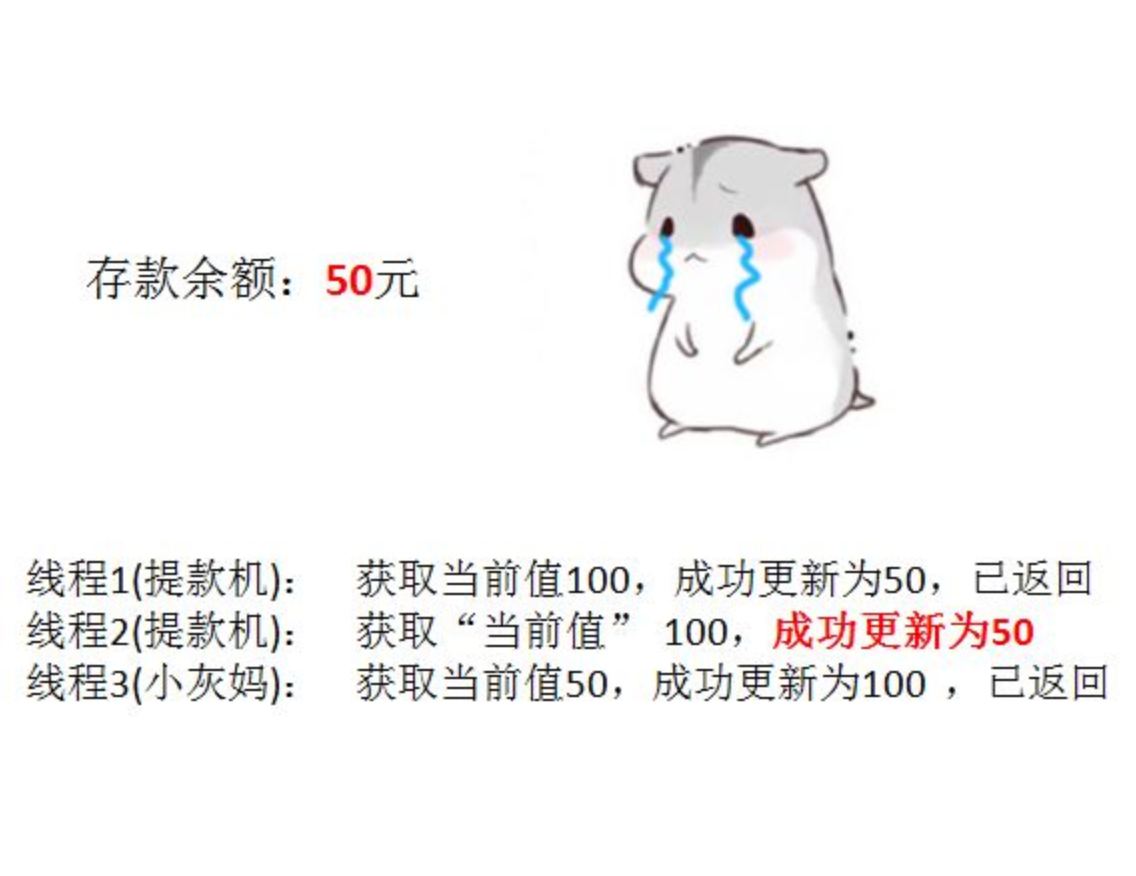 存款余额：50元
线程1(提款机)： 获取当前值100，成功更新为50，已返回
线程2(提款机)： 获取“当前值” 100，成功更新为50
线程3(小灰妈)： 获取当前值50，成功更新为100 ，已返回